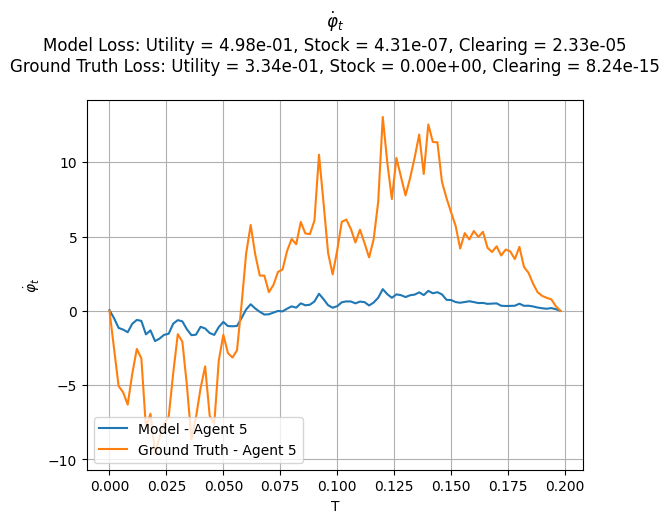 φ̇ₜ
Model Loss: Utility = 4.98e-01, Stock = 4.31e-07, Clearing = 2.33e-05
Ground Truth Loss: Utility = 3.34e-01, Stock = 0.00e+00, Clearing = 8.24e-15
10
5
0
−5
−10
φ̇ₜ
Model - Agent 5
Ground Truth - Agent 5
0.000 0.025 0.050 0.075 0.100 0.125 0.150 0.175 0.200
T